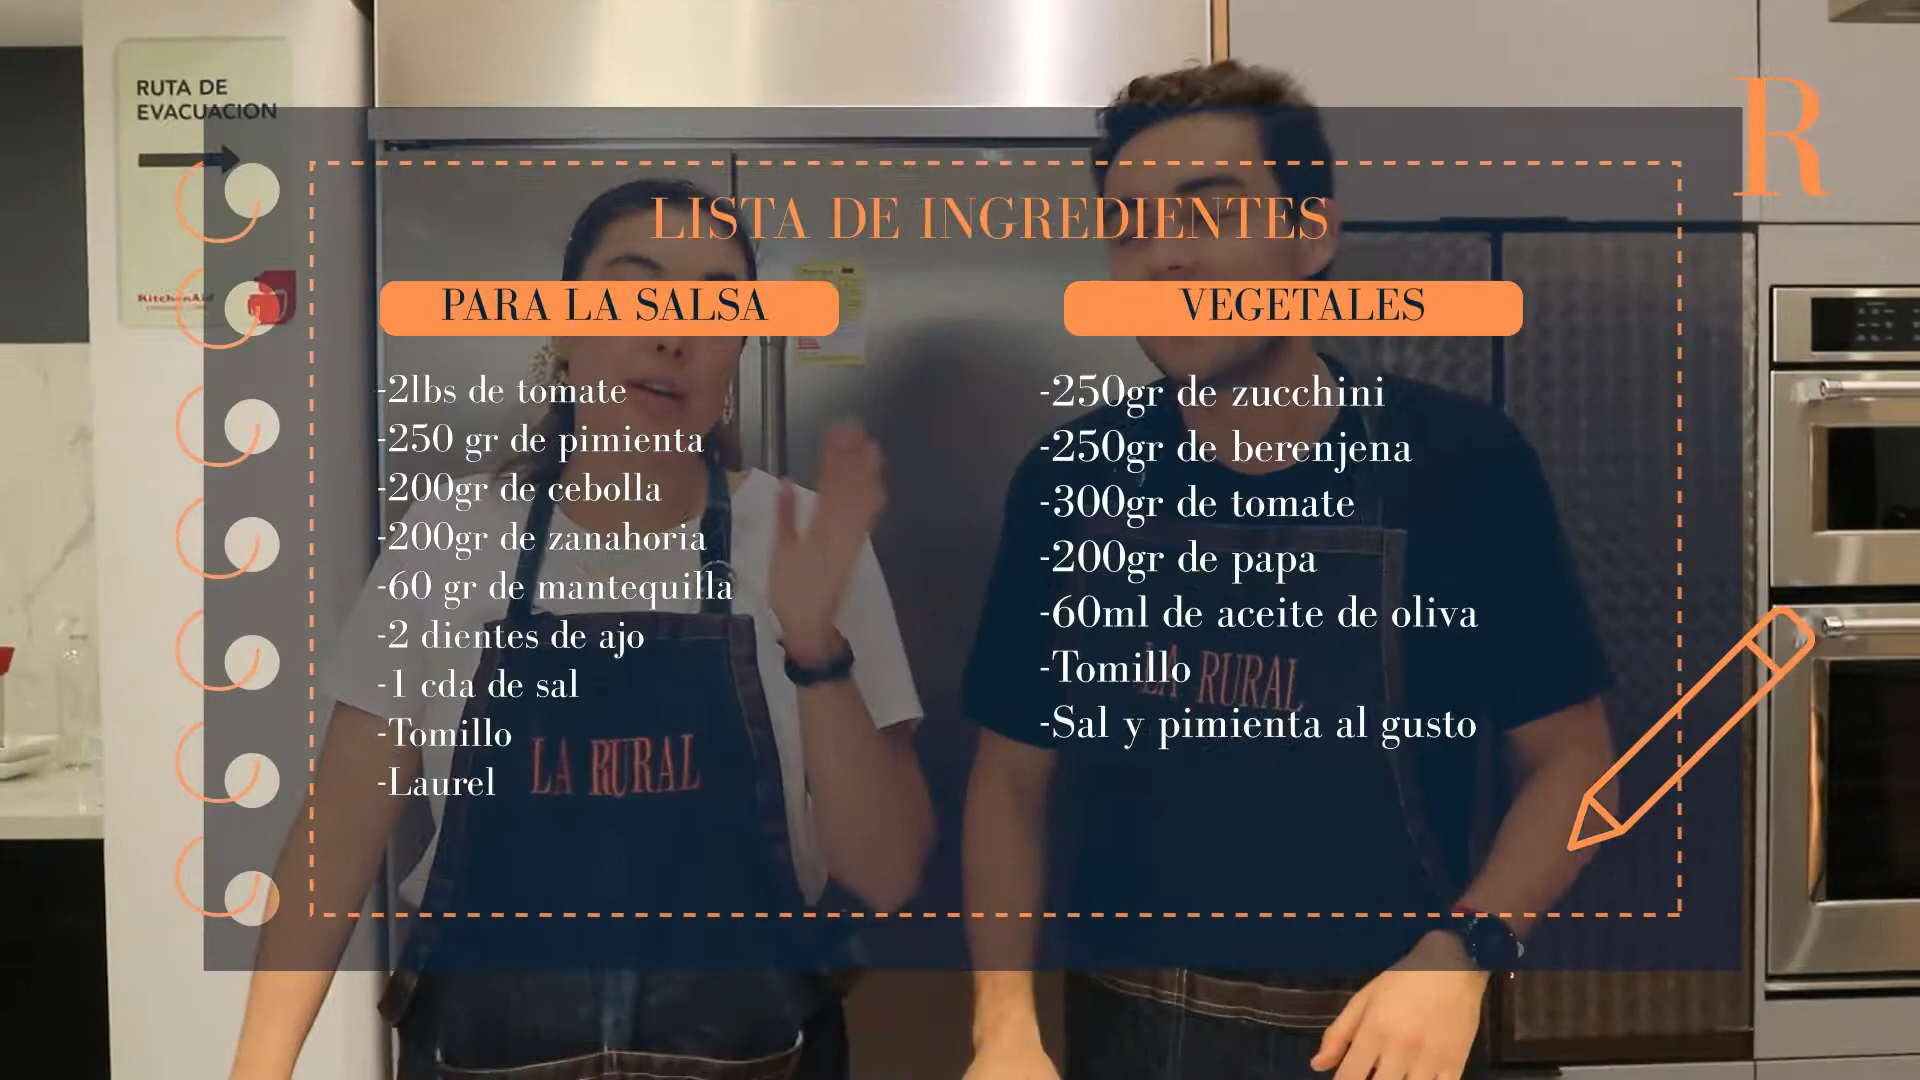 RUTA DE
EVACUACION
KitchenAid
R
LISTA DE INGREDIENTES
PARA LA SALSA
-2lbs de tomate
-250 gr de pimienta
-200gr de cebolla
-200gr de zanahoria
-60 gr de mantequilla
-2 dientes de ajo
-1 cda de sal
-Tomillo
-Laurel
VEGETALES
-250gr de zucchini
-250gr de berenjena
-300gr de tomate
-200gr de papa
-60ml de aceite de oliva
-Tomillo
-Sal y pimienta al gusto
LA RURAL
LA RURAL